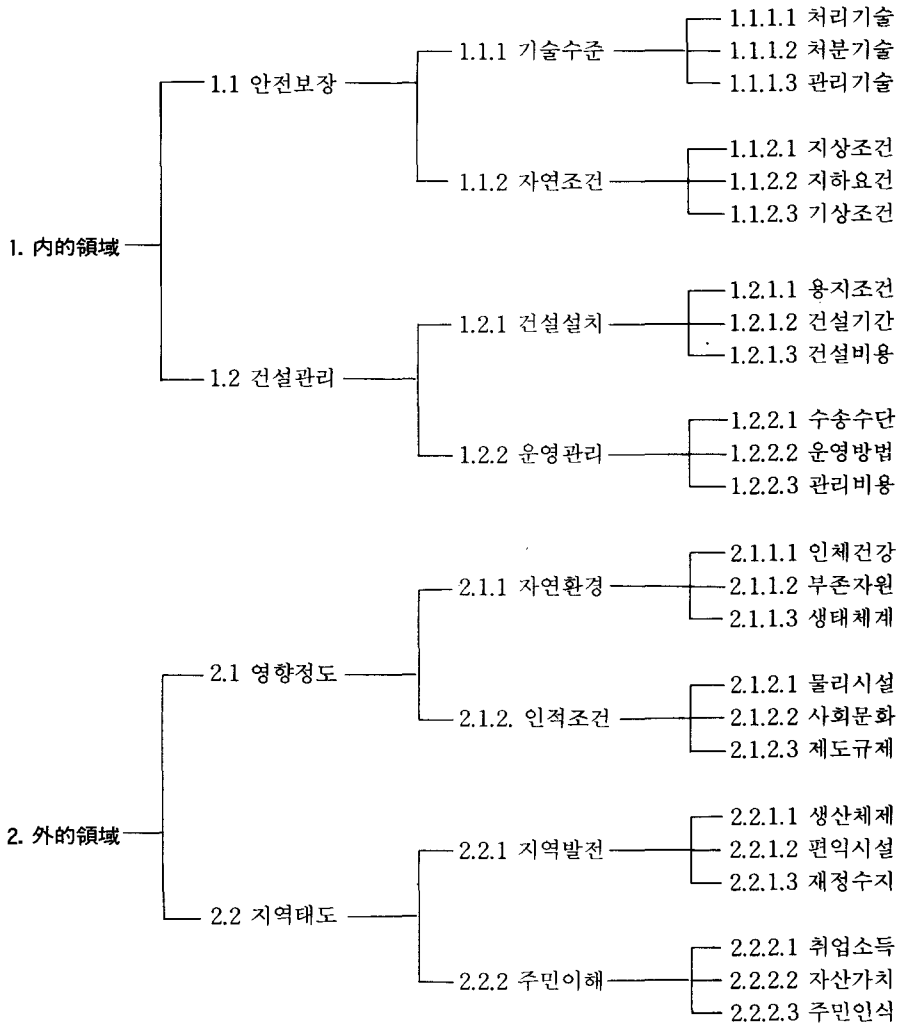 1. 内的領域
1.1 안전보장
1.1.1 기술수준
1.1.1.1 처리기술
1.1.1.2 처분기술
1.1.1.3 관리기술
1.1.2 자연조건
1.1.2.1 지상조건
1.1.2.2 지하요건
1.1.2.3 기상조건
1.2 건설관리
1.2.1 건설설치
1.2.1.1 용지조건
1.2.1.2 건설기간
1.2.1.3 건설비용
1.2.2 운영관리
1.2.2.1 수송수단
1.2.2.2 운영방법
1.2.2.3 관리비용
2. 外的領域
2.1 영향정도
2.1.1 자연환경
2.1.1.1 인체건강
2.1.1.2 부존자원
2.1.1.3 생태체계
2.1.2. 인적조건
2.1.2.1 물리시설
2.1.2.2 사회문화
2.1.2.3 제도규제
2.2 지역태도
2.2.1 지역발전
2.2.1.1 생산체제
2.2.1.2 편익시설
2.2.1.3 재정수지
2.2.2 주민이해
2.2.2.1 취업소득
2.2.2.2 자산가치
2.2.2.3 주민인식